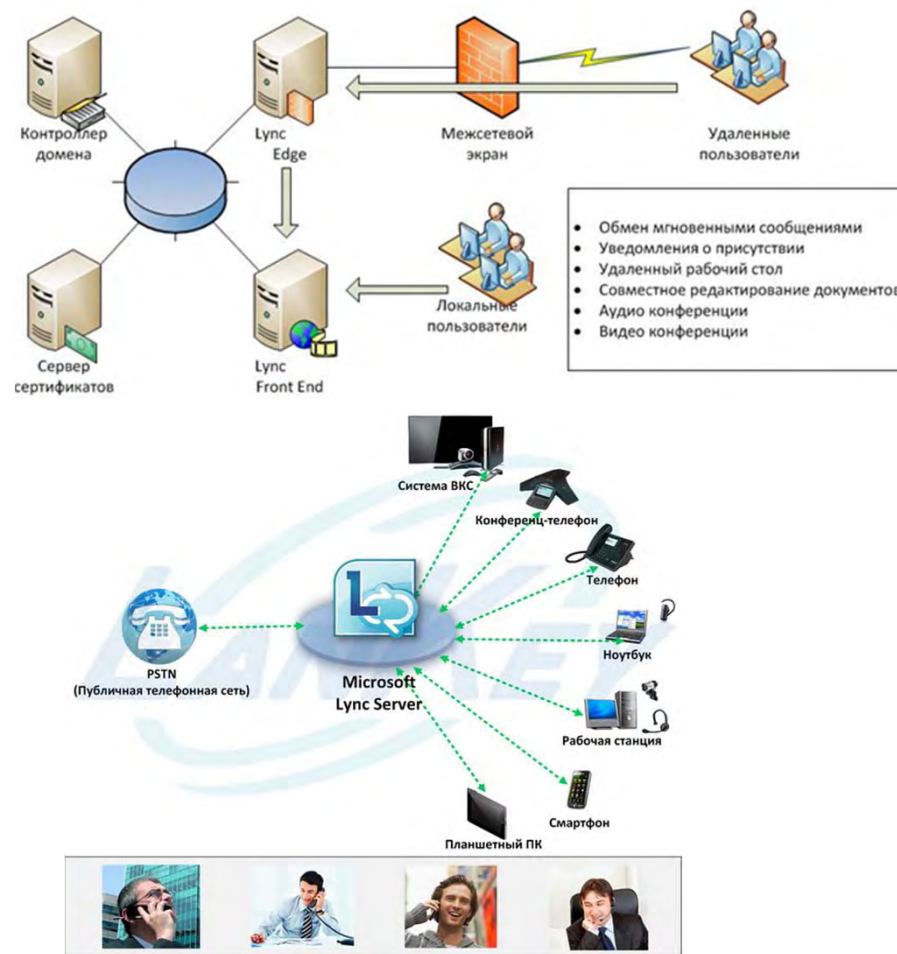 Контроллер
домена
Lync
Edge
Межсетевой
экран
Удаленные
пользователи
• Обмен мгновенными сообщениями
• Уведомления о присутствии
• Удаленный рабочий стол
• Совместное редактирование документов
• Аудио конференции
• Видео конференции
Локальные
пользователи
Сервер
сертификатов
Lync
Front End
Система ВКС
Конференц-телефон
Телефон
L
Ноутбук
PSTN
(Публичная телефонная сеть)
LANKEY
Microsoft
Lync Server
Рабочая станция
Смартфон
Планшетный ПК